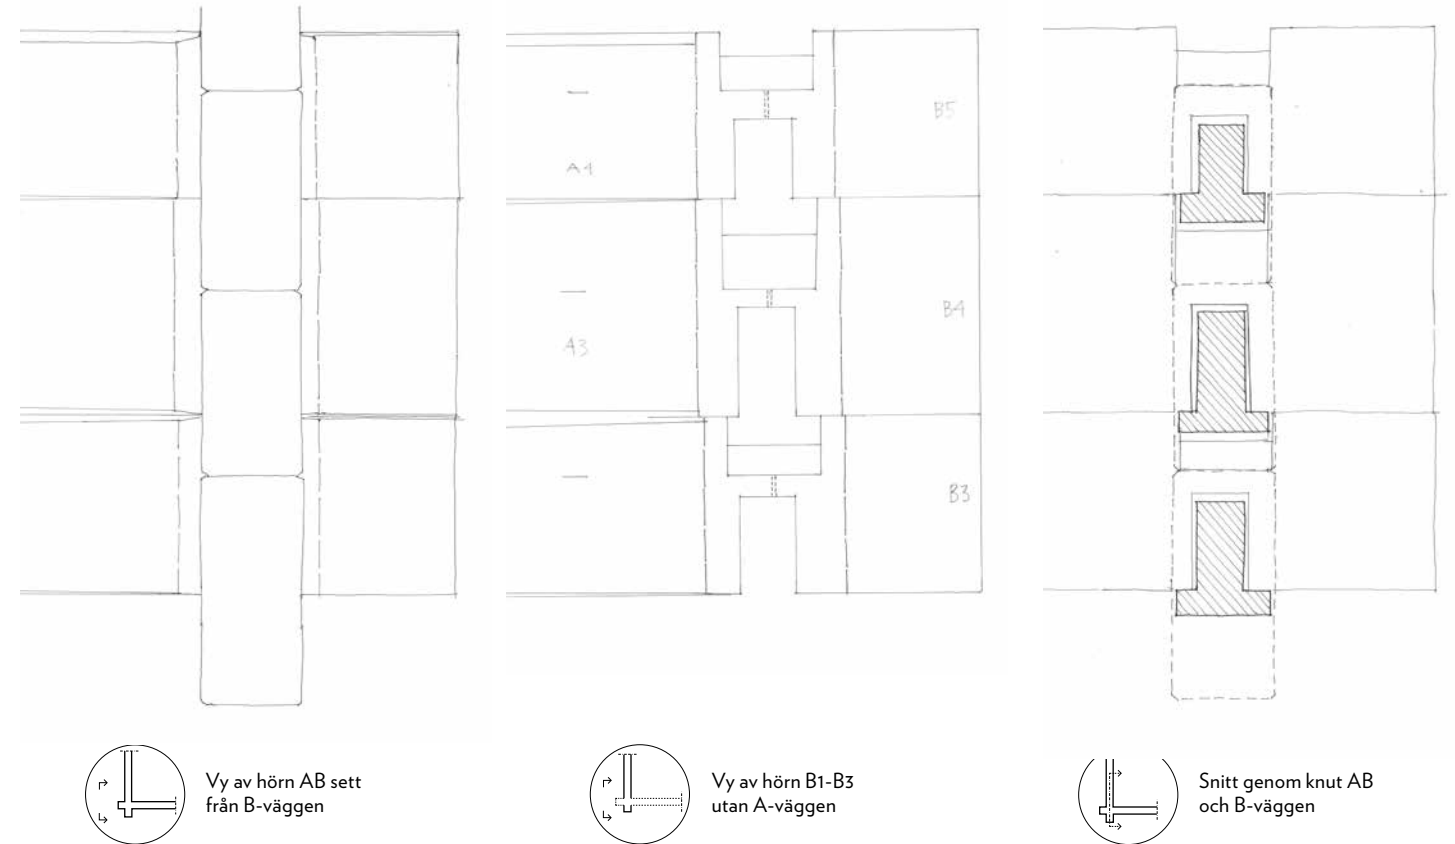 B5
A4
B4
A3
B3
Vy av hörn AB sett
från B-väggen
Vy av hörn B1-B3
utan A-väggen
Snitt genom knut AB
och B-väggen